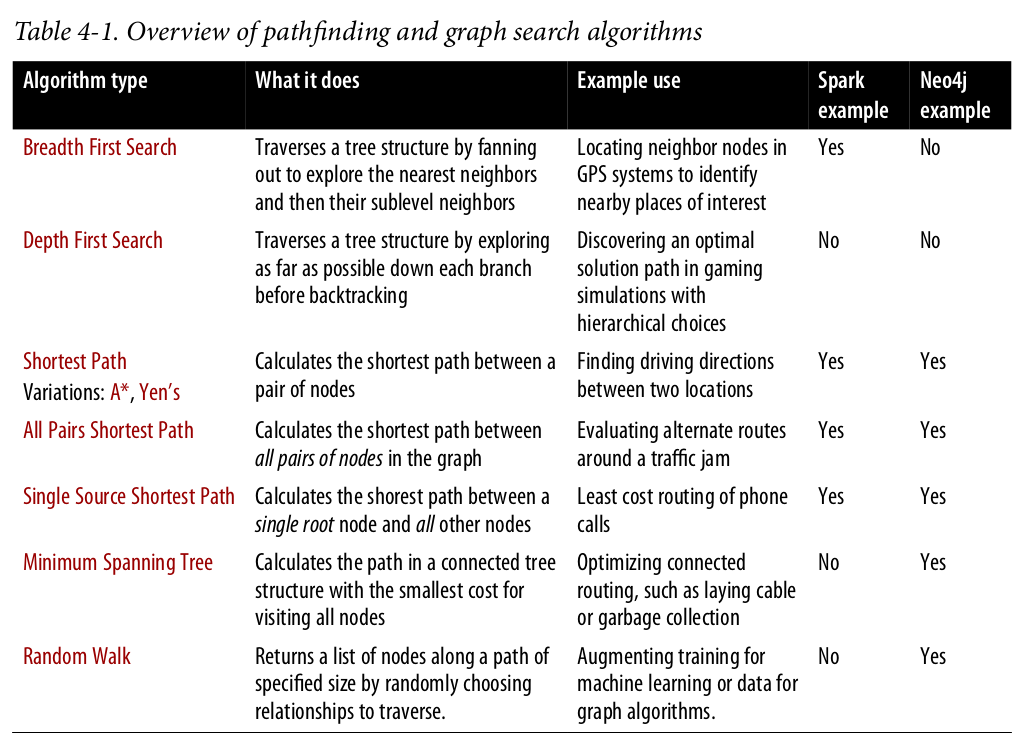 Table 4-1. Overview of pathfinding and graph search algorithms
Algorithm type What it does Example use Spark example Neo4j example
Breadth First Search
Traverses a tree structure by fanning
out to explore the nearest neighbors
and then their sublevel neighbors
Locating neighbor nodes in
GPS systems to identify
nearby places of interest
Yes
No
Depth First Search
Traverses a tree structure by exploring
as far as possible down each branch
before backtracking
Discovering an optimal
solution path in gaming
simulations with
hierarchical choices
No
No
Shortest Path
Variations: A*, Yen’s
Calculates the shortest path between a
pair of nodes
Finding driving directions
between two locations
Yes
Yes
All Pairs Shortest Path
Calculates the shortest path between
all pairs of nodes in the graph
Evaluating alternate routes
around a traffic jam
Yes
Yes
Single Source Shortest Path
Calculates the shorest path between a
single root node and all other nodes
Least cost routing of phone
calls
Yes
Yes
Minimum Spanning Tree
Calculates the path in a connected tree
structure with the smallest cost for
visiting all nodes
Optimizing connected
routing, such as laying cable
or garbage collection
No
Yes
Random Walk
Returns a list of nodes along a path of
specified size by randomly choosing
relationships to traverse.
Augmenting training for
machine learning or data for
graph algorithms.
No
Yes